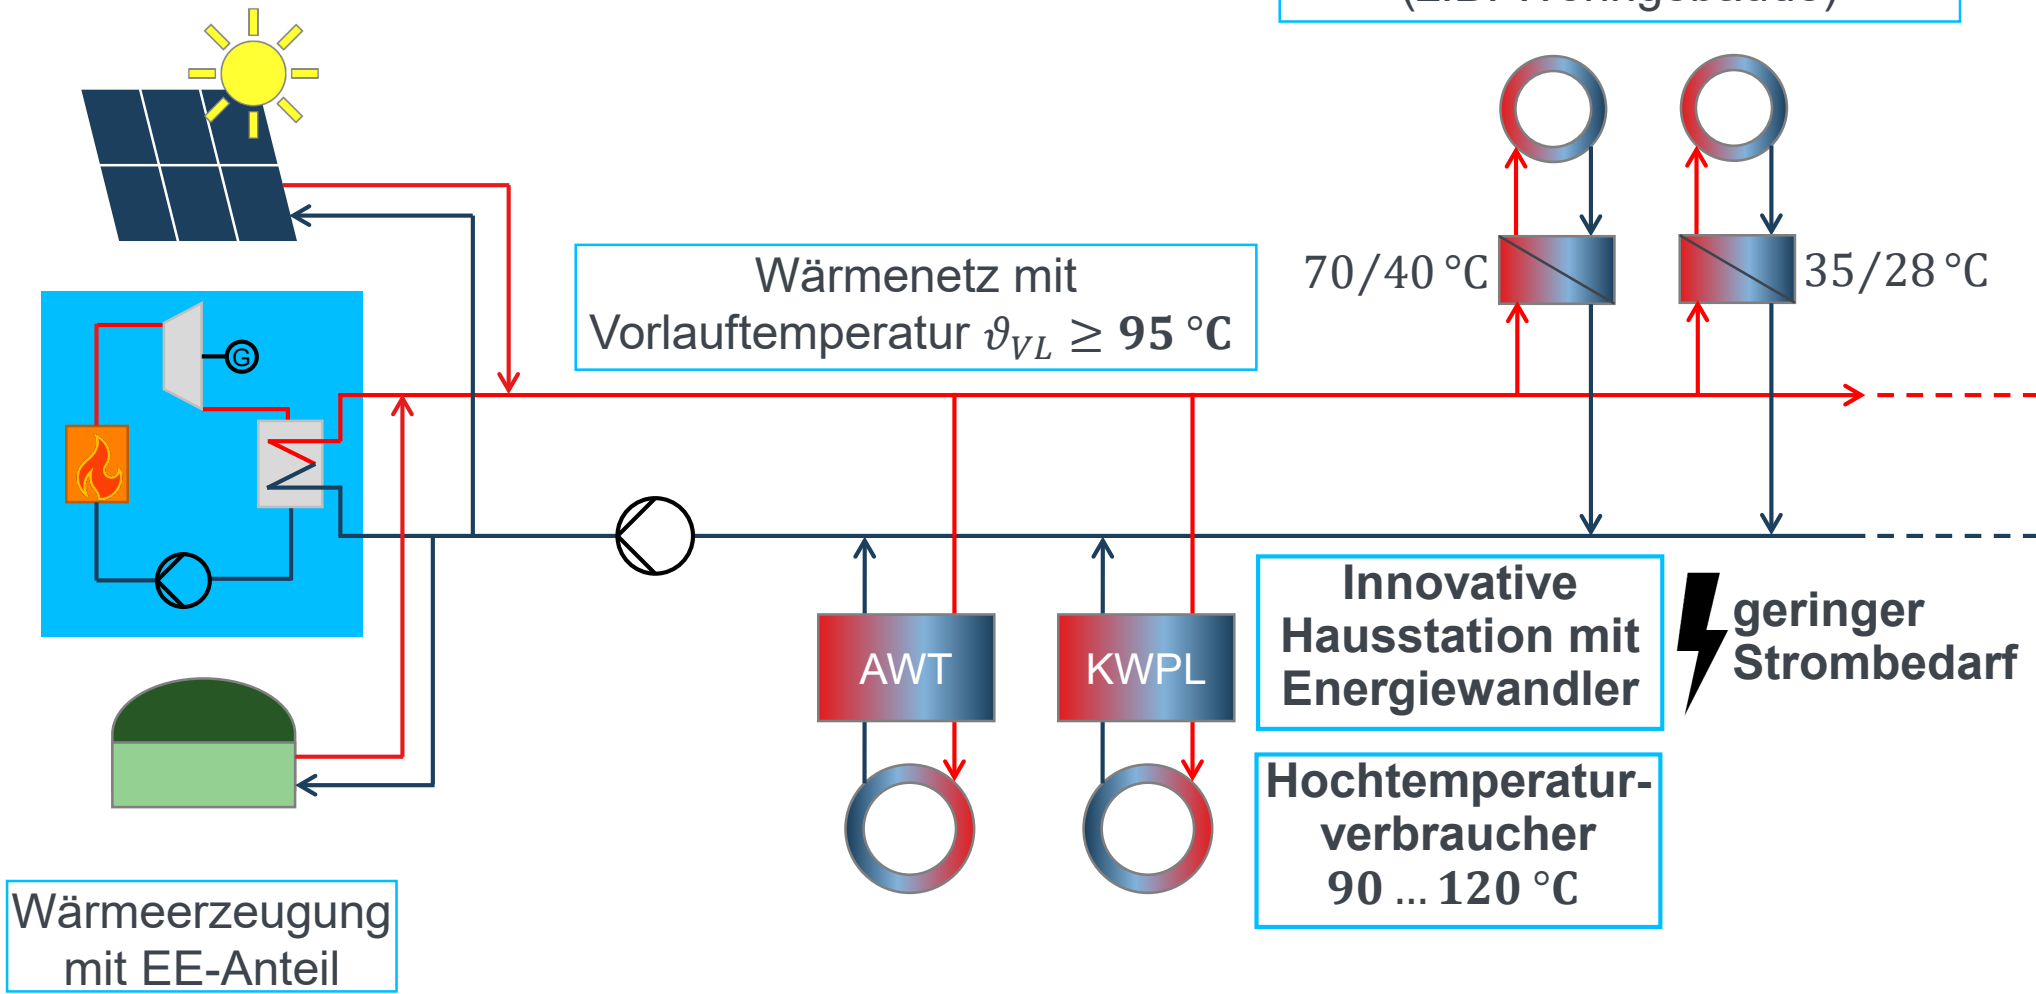 (z.B. Wohngebäude)
Wärmenetz mit
Vorlauftemperatur ϑ_VL ≥ 95 °C
70/40 °C
35/28 °C
G
AWT
KWPL
Innovative
Hausstation mit
Energiewandler
geringer
Strombedarf
Hochtemperatur-
verbraucher
90 … 120 °C
Wärmeerzeugung
mit EE-Anteil